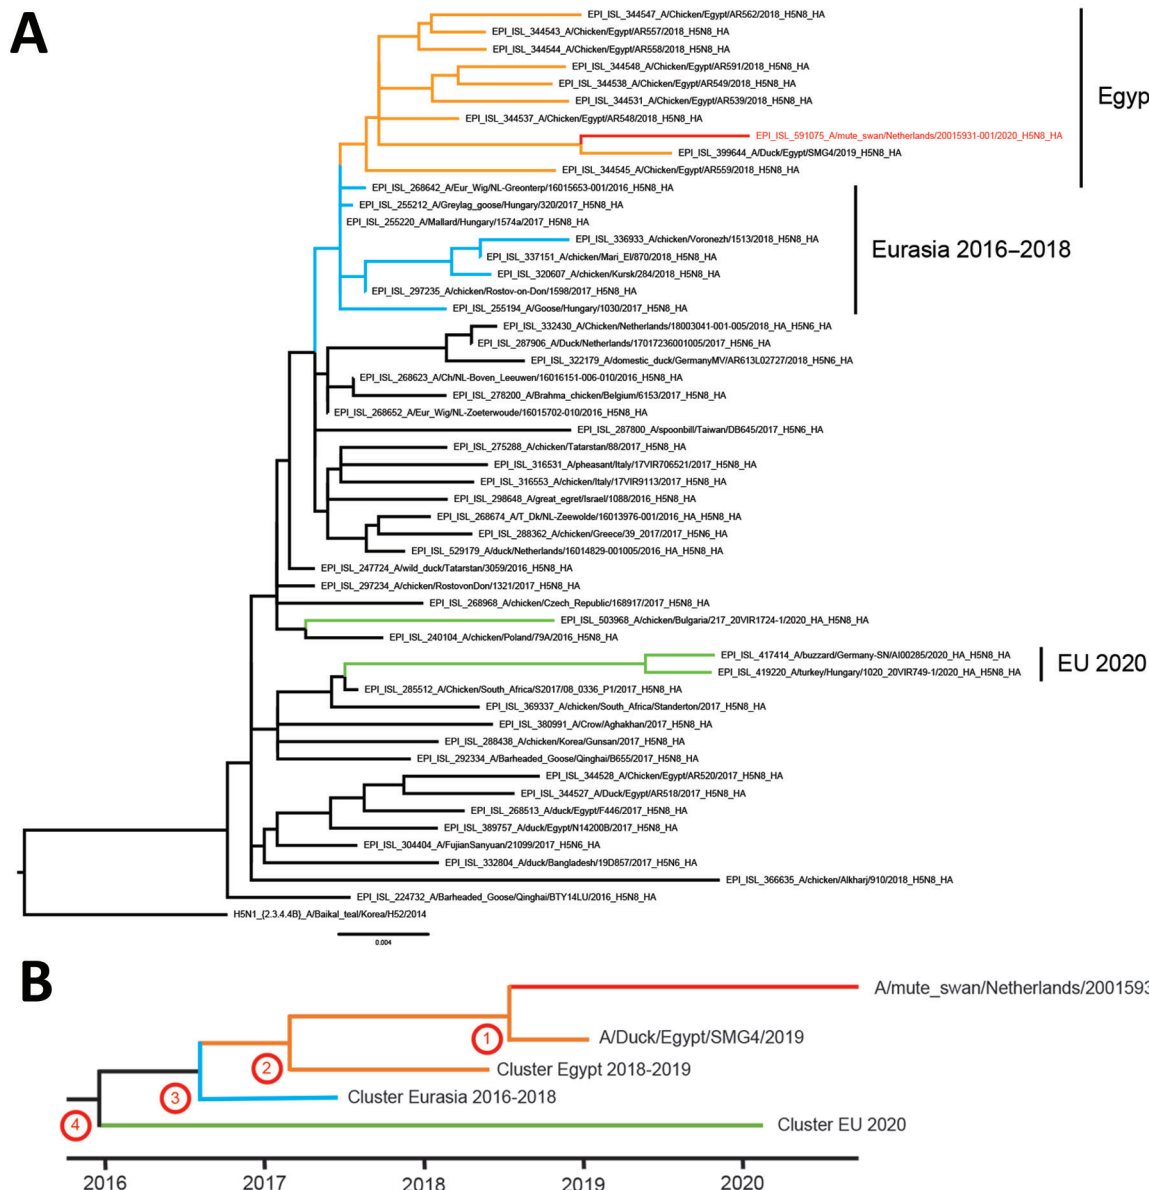 A
EPI_ISL_344547_A/Chicken/Egypt/AR562/2018_H5N8_HA
EPI_ISL_344543_A/Chicken/Egypt/AR557/2018_H5N8_HA
EPI_ISL_344544_A/Chicken/Egypt/AR558/2018_H5N8_HA
EPI_ISL_344548_A/Chicken/Egypt/AR591/2018_H5N8_HA
EPI_ISL_344538_A/Chicken/Egypt/AR549/2018_H5N8_HA
EPI_ISL_344531_A/Chicken/Egypt/AR539/2018_H5N8_HA
Egyp
EPI_ISL_344537_A/Chicken/Egypt/AR548/2018_H5N8_HA
EPI_ISL_591075_A/mute_swan/Netherlands/20015931-001/2020_H5N8_HA
EPI_ISL_399644_A/Duck/Egypt/SMG4/2019_H5N8_HA
EPI_ISL_344545_A/Chicken/Egypt/AR559/2018_H5N8_HA
EPI_ISL_268642_A/Eur_Wig/NL-Greonterp/16015653-001/2016_H5N8_HA
EPI_ISL_255212_A/Greylag_goose/Hungary/320/2017_H5N8_HA
EPI_ISL_255220_A/Mallard/Hungary/1574a/2017_H5N8_HA
EPI_ISL_336933_A/chicken/Voronezh/1513/2018_H5N8_HA
Eurasia 2016–2018
EPI_ISL_337151_A/chicken/Mari_El/870/2018_H5N8_HA
EPI_ISL_320607_A/chicken/Kursk/284/2018_H5N8_HA
EPI_ISL_297235_A/chicken/Rostov-on-Don/1598/2017_H5N8_HA
EPI_ISL_255194_A/Goose/Hungary/1030/2017_H5N8_HA
EPI_ISL_332430_A/Chicken/Netherlands/18003041-001-005/2018_HA_H5N6_HA
EPI_ISL_287906_A/Duck/Netherlands/17017236001005/2017_H5N6_HA
EPI_ISL_322179_A/domestic_duck/GermanyMV/AR613L02727/2018_H5N6_HA
EPI_ISL_268623_A/Ch/NL-Boven_Leeuwen/16016151-006-010/2016_H5N8_HA
EPI_ISL_278200_A/Brahma_chicken/Belgium/6153/2017_H5N8_HA
EPI_ISL_268652_A/Eur_Wig/NL-Zoeterwoude/16015702-010/2016_H5N8_HA
EPI_ISL_287800_A/spoonbill/Taiwan/DB645/2017_H5N6_HA
EPI_ISL_275288_A/chicken/Tatarstan/88/2017_H5N8_HA
EPI_ISL_316531_A/pheasant/Italy/17VIR706521/2017_H5N8_HA
EPI_ISL_316553_A/chicken/Italy/17VIR9113/2017_H5N8_HA
EPI_ISL_298648_A/great_egret/Israel/1088/2016_H5N8_HA
EPI_ISL_268674_A/T_Dk/NL-Zeewolde/16013976-001/2016_HA_H5N8_HA
EPI_ISL_288362_A/chicken/Greece/39_2017/2017_H5N6_HA
EPI_ISL_529179_A/duck/Netherlands/16014829-001005/2016_HA_H5N8_HA
EPI_ISL_247724_A/wild_duck/Tatarstan/3059/2016_H5N8_HA
EPI_ISL_297234_A/chicken/RostovonDon/1321/2017_H5N8_HA
EPI_ISL_268968_A/chicken/Czech_Republic/168917/2017_H5N8_HA
EPI_ISL_503968_A/chicken/Bulgaria/217_20VIR1724-1/2020_HA_H5N8_HA
EPI_ISL_240104_A/chicken/Poland/79A/2016_H5N8_HA
EPI_ISL_417414_A/buzzard/Germany-SN/AI00285/2020_HA_H5N8_HA
EU 2020
EPI_ISL_419220_A/turkey/Hungary/1020_20VIR749-1/2020_HA_H5N8_HA
EPI_ISL_285512_A/Chicken/South_Africa/S2017/08_0336_P1/2017_H5N8_HA
EPI_ISL_369337_A/chicken/South_Africa/Standerton/2017_H5N8_HA
EPI_ISL_380991_A/Crow/Aghakhan/2017_H5N8_HA
EPI_ISL_288438_A/chicken/Korea/Gunsan/2017_H5N6_HA
EPI_ISL_292334_A/Barheaded_Goose/Qinghai/B655/2017_H5N8_HA
EPI_ISL_344528_A/Chicken/Egypt/AR520/2017_H5N8_HA
EPI_ISL_344527_A/Duck/Egypt/AR518/2017_H5N8_HA
EPI_ISL_268513_A/duck/Egypt/F446/2017_H5N8_HA
EPI_ISL_389757_A/duck/Egypt/N14200B/2017_H5N8_HA
EPI_ISL_304404_A/FujianSanyuan/21099/2017_H5N6_HA
EPI_ISL_332804_A/duck/Bangladesh/19D857/2017_H5N6_HA
EPI_ISL_366635_A/chicken/Alkharj/910/2018_H5N8_HA
EPI_ISL_224732_A/Barheaded_Goose/Qinghai/BTY14LU/2016_H5N8_HA
H5N1_{2.3.4.4B}_A/Baikal_teal/Korea/H52/2014
0.004
B
A/mute_swan/Netherlands/2001593
1
A/Duck/Egypt/SMG4/2019
2
Cluster Egypt 2018-2019
3
Cluster Eurasia 2016-2018
4
Cluster EU 2020
2016 2017 2018 2019 2020